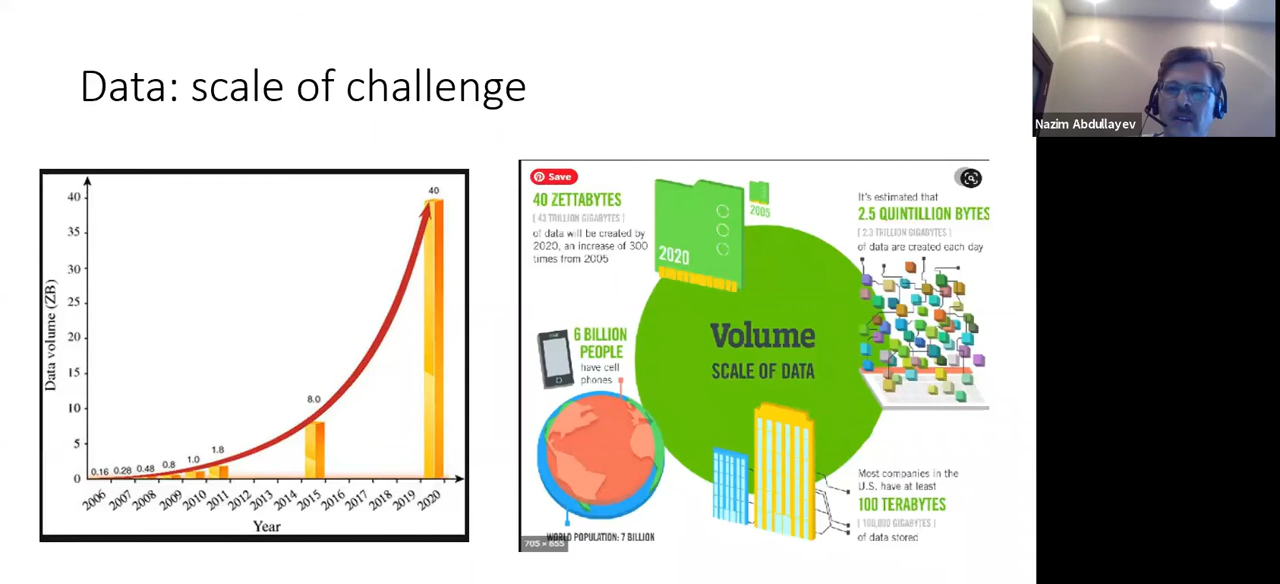 Data: scale of challenge
Nazim Abdullayev
Data volume (ZB)
40
35
30
25
20
15
10
5
0
0.16
0.28
0.48
0.8
1.0
1.8
8.0
40
2006
2007
2008
2009
2010
2011
2012
2013
2014
2015
2016
2017
2018
2019
2020
Year
Save
40 ZETTABYTES
[ 43 TRILLION GIGABYTES ]
of data will be created by
2020, an increase of 300
times from 2005
2020
2005
It's estimated that
2.5 QUINTILLION BYTES
[ 2.3 TRILLION GIGABYTES ]
of data are created each day
6 BILLION
PEOPLE
have cell
phones
Volume
SCALE OF DATA
WORLD POPULATION: 7 BILLION
705 × 655
Most companies in the
U.S. have at least
100 TERABYTES
[ 100,000 GIGABYTES ]
of data stored